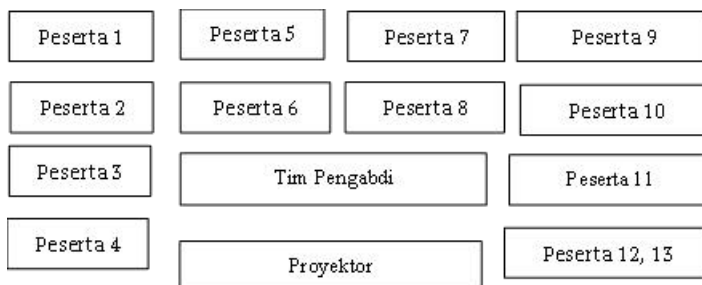 Peserta 1
Peserta 5
Peserta 7
Peserta 9
Peserta 2
Peserta 6
Peserta 8
Peserta 10
Peserta 3
Tim Pengabdi
Peserta 11
Peserta 4
Proyektor
Peserta 12, 13